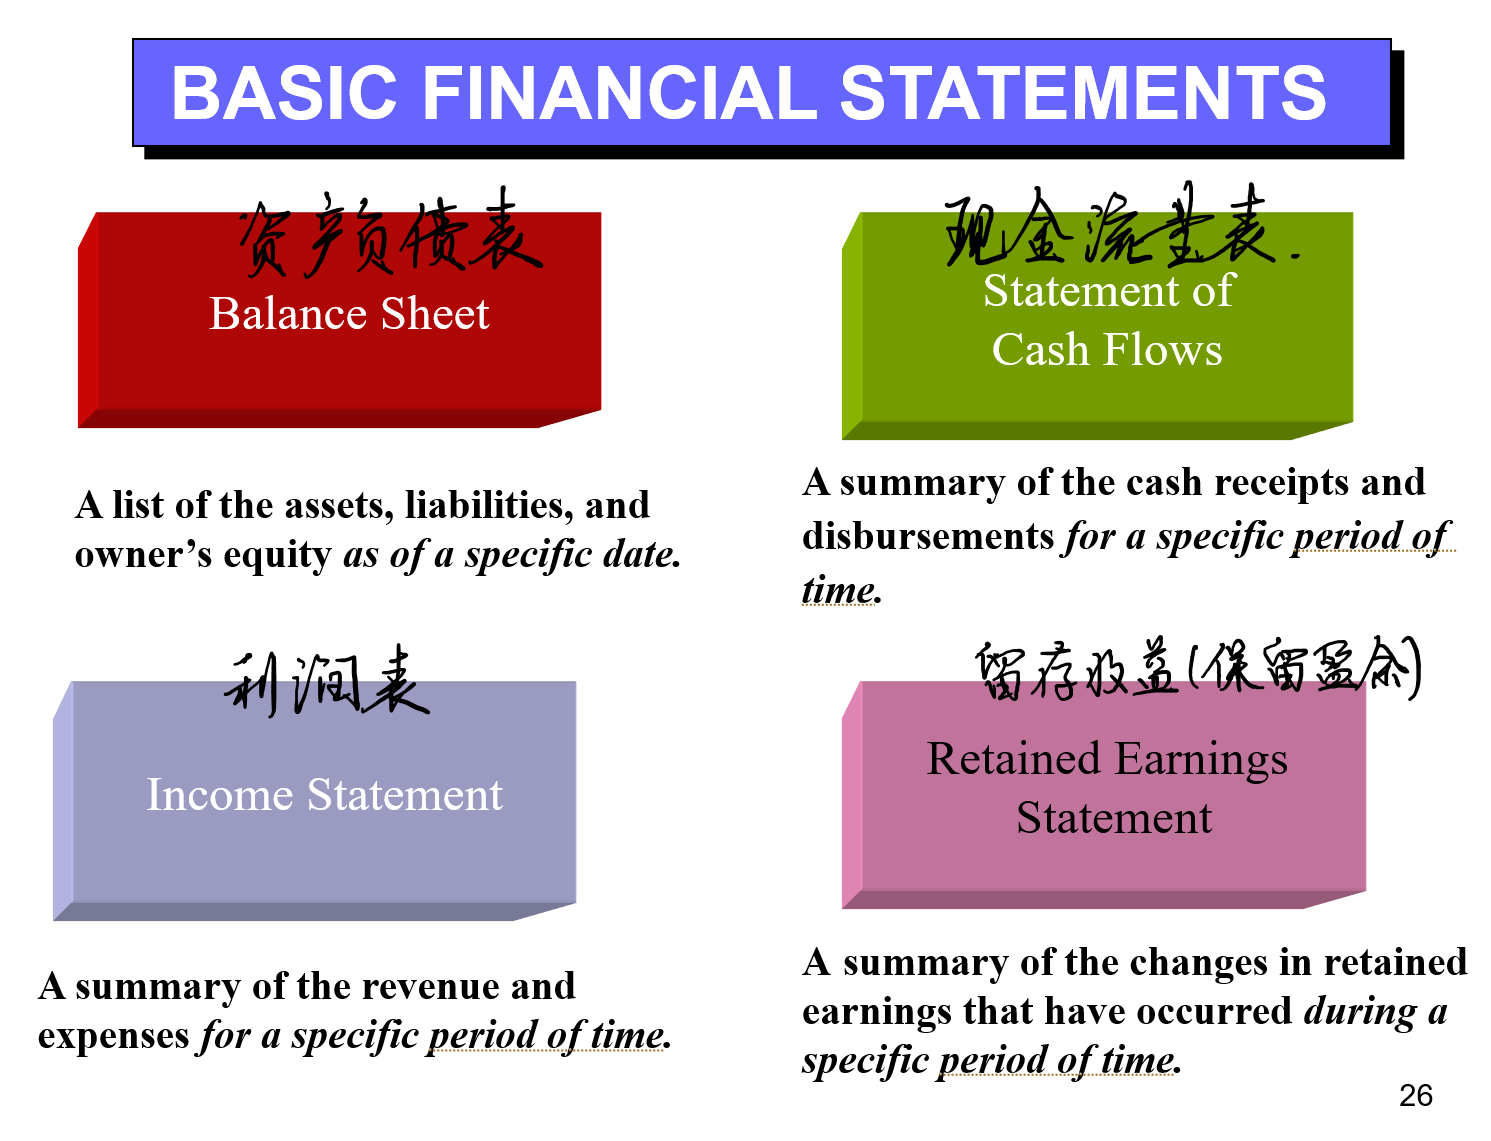 BASIC FINANCIAL STATEMENTS
资产负债表
Balance Sheet
A list of the assets, liabilities, and
owner’s equity as of a specific date.
现金流量表.
Statement of
Cash Flows
A summary of the cash receipts and
disbursements for a specific period of
time.
利润表
Income Statement
A summary of the revenue and
expenses for a specific period of time.
留存收益(保留盈余)
Retained Earnings
Statement
A summary of the changes in retained
earnings that have occurred during a
specific period of time.
26